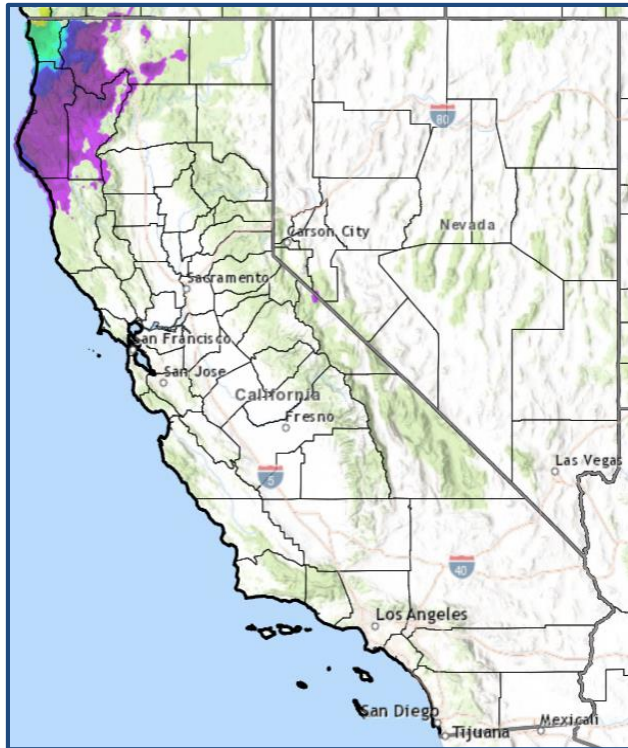 80
Nevada
Carson City
Sacramento
San Francisco
San Jose
California
Fresno
Las Vegas
5
40
Los Angeles
San Diego
Tijuana
Mexicali